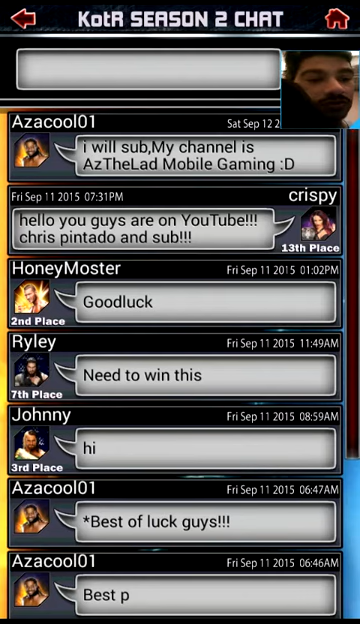 KotR SEASON 2 CHAT
Azacool01
Sat Sep 12 2
i will sub,My channel is
AzTheLad Mobile Gaming :D
Fri Sep 11 2015 07:31PM
crispy
hello you guys are on YouTube!!!
chris pintado and sub!!!
13th Place
HoneyMoster
Fri Sep 11 2015 01:02PM
Goodluck
2nd Place
Ryley
Fri Sep 11 2015 11:49AM
Need to win this
7th Place
Johnny
Fri Sep 11 2015 08:59AM
hi
3rd Place
Azacool01
Fri Sep 11 2015 06:47AM
*Best of luck guys!!!
Azacool01
Fri Sep 11 2015 06:46AM
Best p